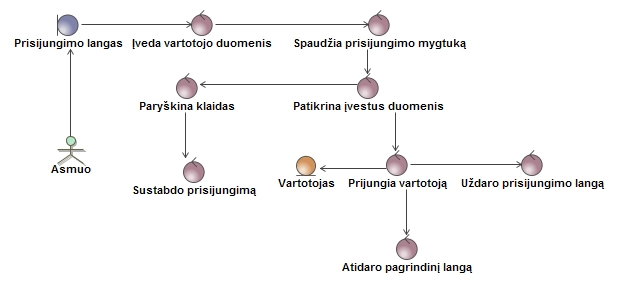 Prisijungimo langas
Įveda vartotojo duomenis
Spaudžia prisijungimo mygtuką
Paryškina klaidas
Patikrina įvestus duomenis
Asmuo
Sustabdo prisijungimą
Vartotojas
Prijungia vartotoją
Uždaro prisijungimo langą
Atidaro pagrindinį langą